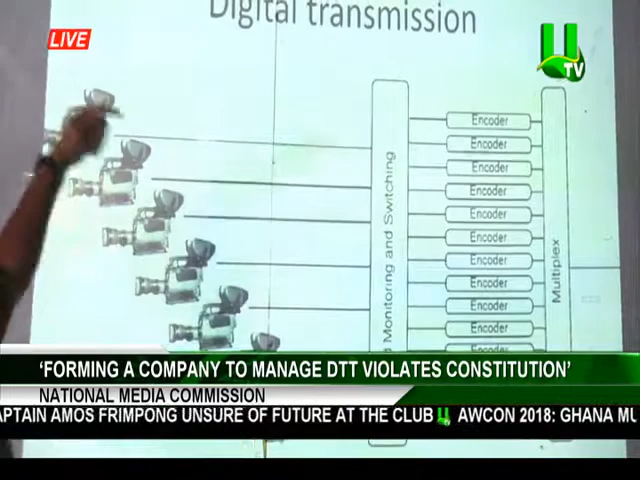 Digital transmission
LIVE
U
TV
Encoder
Encoder
Encoder
Encoder
Encoder
Encoder
Encoder
Encoder
Encoder
Encoder
Monitoring and Switching
Multiplex
'FORMING A COMPANY TO MANAGE DTT VIOLATES CONSTITUTION'
NATIONAL MEDIA COMMISSION
APTAIN AMOS FRIMPONG UNSURE OF FUTURE AT THE CLUB U AWCON 2018: GHANA MU